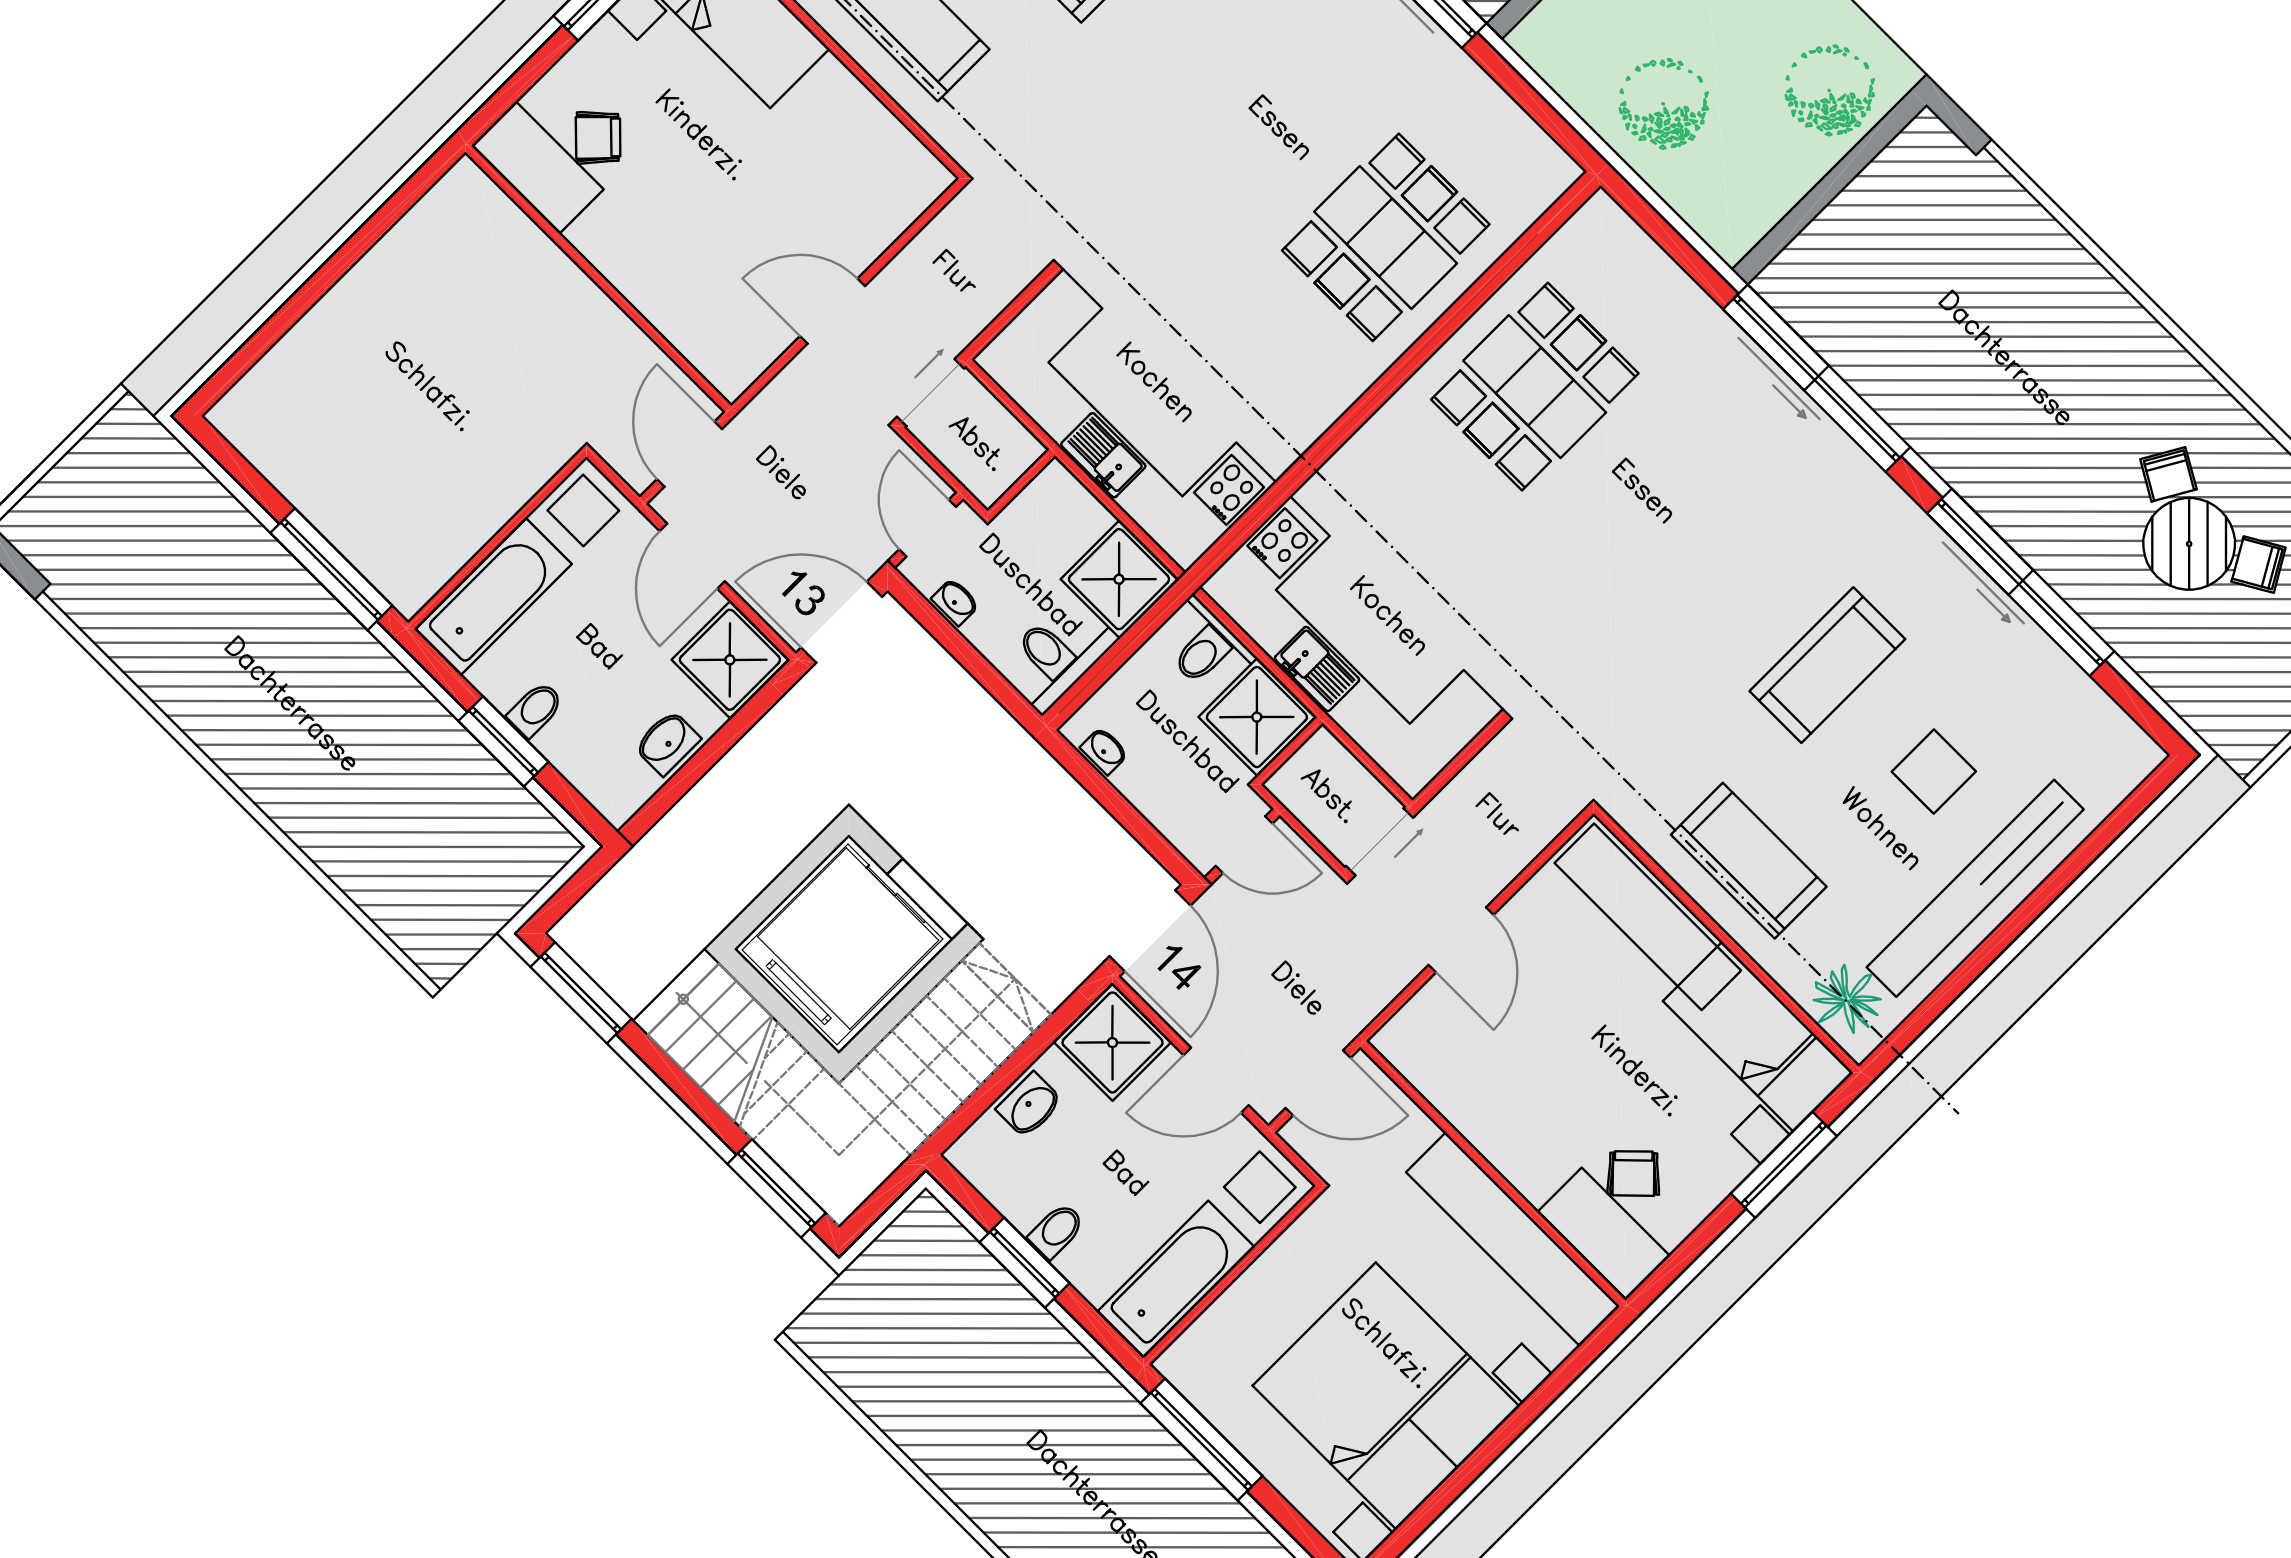 Kinderzi.
Essen
Flur
Schlafzi.
Kochen
Abst.
Diele
Duschbad
13
Bad
Dachterrasse
Dachterrasse
Essen
Kochen
Duschbad
Abst.
Flur
Wohnen
14
Diele
Kinderzi.
Bad
Schlafzi.
Dachterrasse